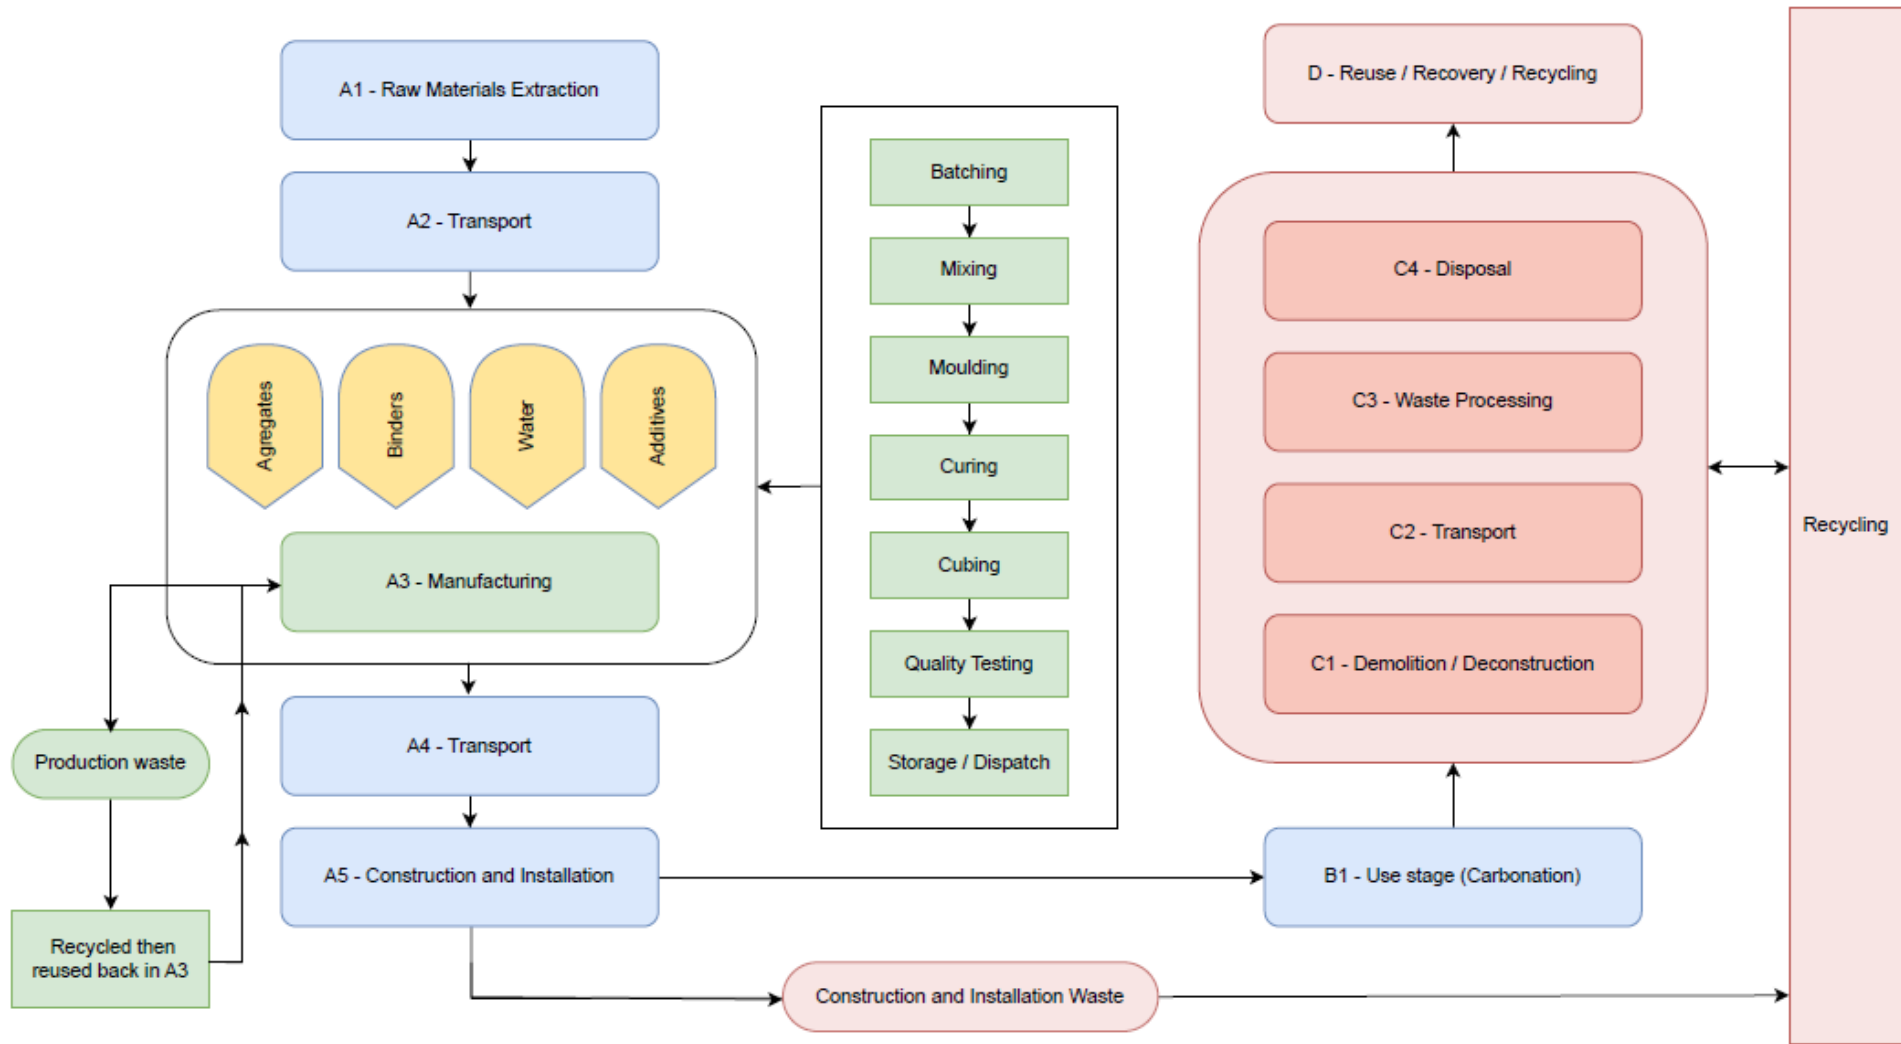 A1 - Raw Materials Extraction
A2 - Transport
Agregates
Binders
Water
Additives
A3 - Manufacturing
Production waste
Recycled then
reused back in A3
A4 - Transport
A5 - Construction and Installation
Batching
Mixing
Moulding
Curing
Cubing
Quality Testing
Storage / Dispatch
Construction and Installation Waste
D - Reuse / Recovery / Recycling
C4 - Disposal
C3 - Waste Processing
C2 - Transport
C1 - Demolition / Deconstruction
B1 - Use stage (Carbonation)
Recycling